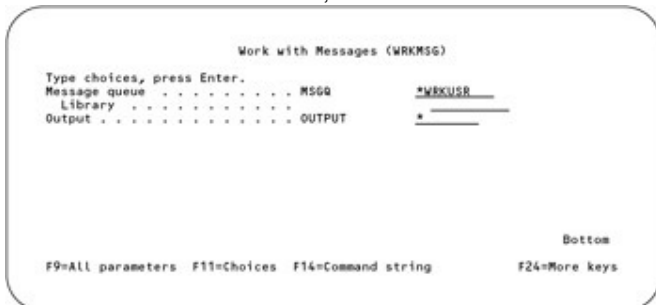 Work with Messages (WRKMSG)
Type choices, press Enter.
Message queue . . . . . . . . . MSGQ *WRKUSR
Library . . . . . . . . . . .
Output . . . . . . . . . . . . . OUTPUT *
Bottom
F9=All parameters F11=Choices F14=Command string F24=More keys